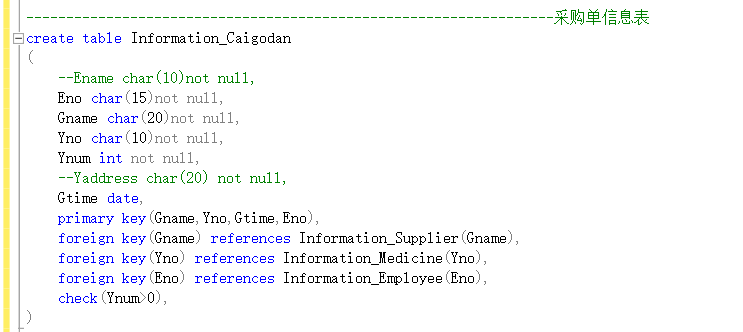 --------------------------------------------------------------------采购单信息表
create table Information_Caigodan
(
--Ename char(10)not null,
Eno char(15)not null,
Gname char(20)not null,
Yno char(10)not null,
Ynum int not null,
--Yaddress char(20) not null,
Gtime date,
primary key(Gname,Yno,Gtime,Eno),
foreign key(Gname) references Information_Supplier(Gname),
foreign key(Yno) references Information_Medicine(Yno),
foreign key(Eno) references Information_Employee(Eno),
check(Ynum>0),
)